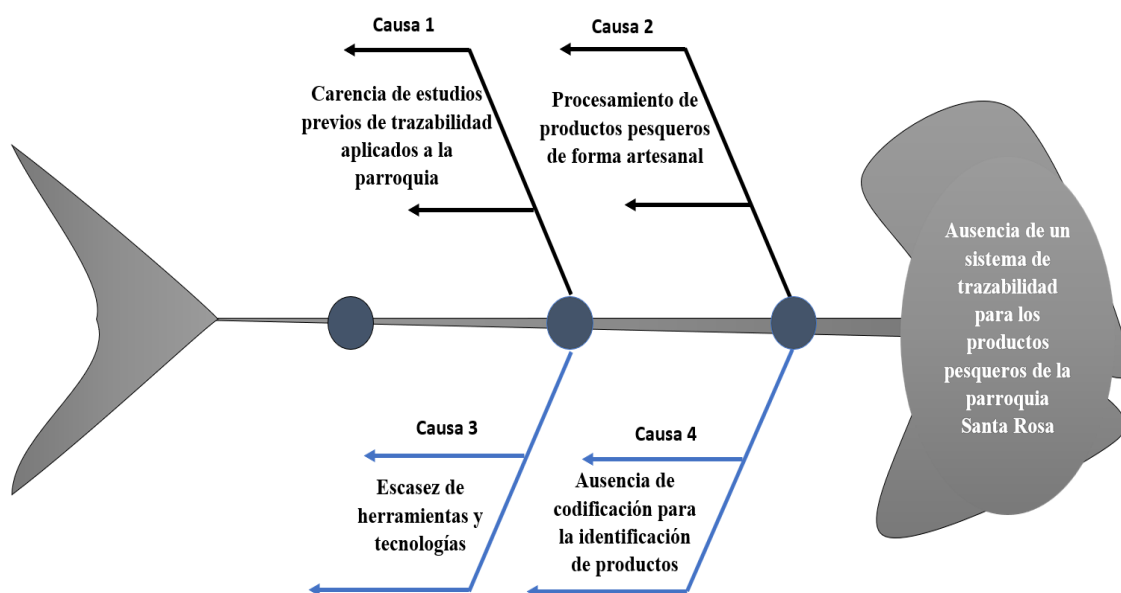 Causa 1
Carencia de estudios
previos de trazabilidad
aplicados a la
parroquia
Causa 2
Procesamiento de
productos pesqueros
de forma artesanal
Causa 3
Escasez de
herramientas y
tecnologías
Causa 4
Ausencia de
codificación para
la identificación
de productos
Ausencia de un
sistema de
trazabilidad
para los
productos
pesqueros de la
parroquia
Santa Rosa